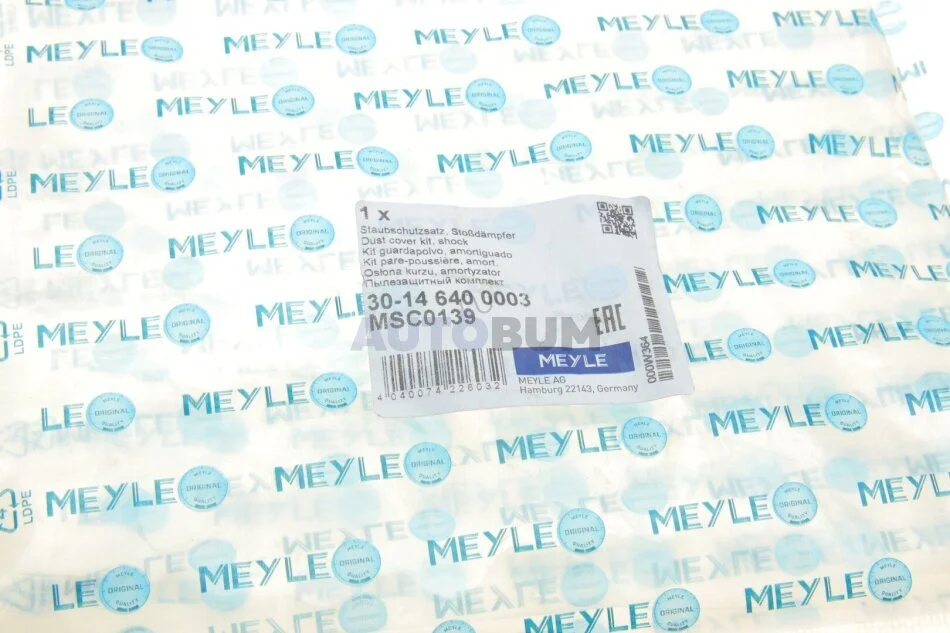 1 x
Staubschutzsatz, Stoßdämpfer
Dust cover kit, shock
Kit guardapolvo, amortiguado
Kit pare-poussière, amort.
Osłona kurzu, amortyzator
Пылезащитный комплект
30-14 640 0003
MSC0139
EAC
AUTOBUM
MEYLE
MEYLE AG
Hamburg 22143, Germany
4 040074 226032
000W364
MEYLE ORIGINAL QUALITY
LDPE